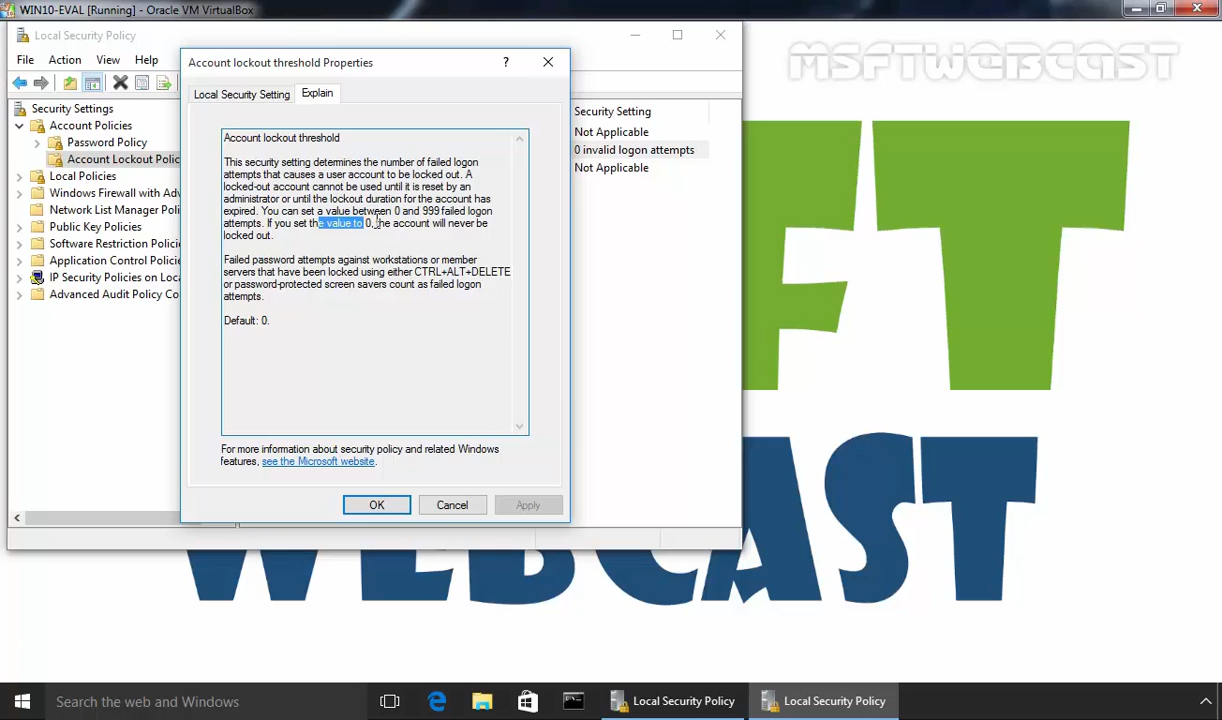 WIN10-EVAL [Running] - Oracle VM VirtualBox
Local Security Policy
File Action View Help
Security Settings
Account Policies
Password Policy
Account Lockout Polic
Local Policies
Windows Firewall with Adv
Network List Manager Poli
Public Key Policies
Software Restriction Polici
Application Control Policie
IP Security Policies on Loca
Advanced Audit Policy Co
Account lockout threshold Properties
Local Security Setting Explain
Account lockout threshold
This security setting determines the number of failed logon
attempts that causes a user account to be locked out. A
locked-out account cannot be used until it is reset by an
administrator or until the lockout duration for the account has
expired. You can set a value between 0 and 999 failed logon
attempts. If you set the value to 0, the account will never be
locked out.
Failed password attempts against workstations or member
servers that have been locked using either CTRL+ALT+DELETE
or password-protected screen savers count as failed logon
attempts.
Default: 0.
For more information about security policy and related Windows
features, see the Microsoft website.
OK Cancel Apply
Security Setting
Not Applicable
0 invalid logon attempts
Not Applicable
MSFTWEBCAST
FT
WEBCAST
Search the web and Windows
Local Security Policy
Local Security Policy